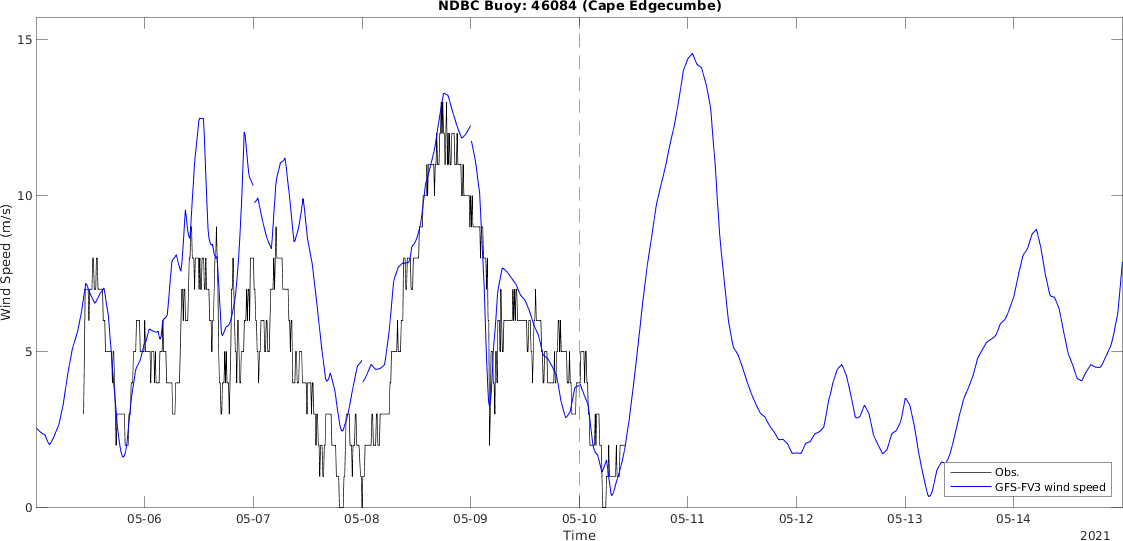 NDBC Buoy: 46084 (Cape Edgecumbe)
Wind Speed (m/s)
15
10
5
0
05-06 05-07 05-08 05-09 05-10 05-11 05-12 05-13 05-14
Time
2021
Obs.
GFS-FV3 wind speed